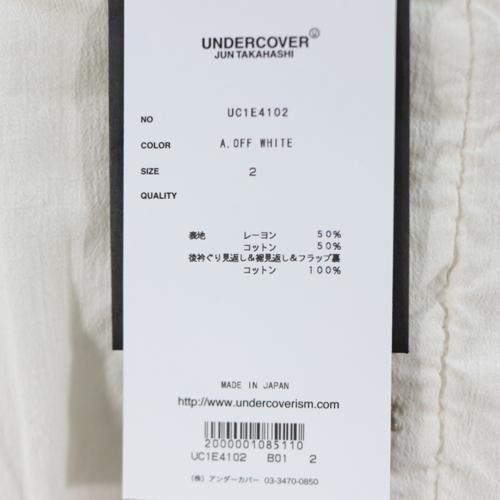 UNDERCOVER
JUN TAKAHASHI
NO UC1E4102
COLOR A.OFF WHITE
SIZE 2
QUALITY
表地 レーヨン 50%
コットン 50%
後衿ぐり見返し&裾見返し&フラップ裏
コットン 100%
MADE IN JAPAN
http://www.undercoverism.com
2000001085110
UC1E4102 B01 2
(株) アンダーカバー 03-3470-0850